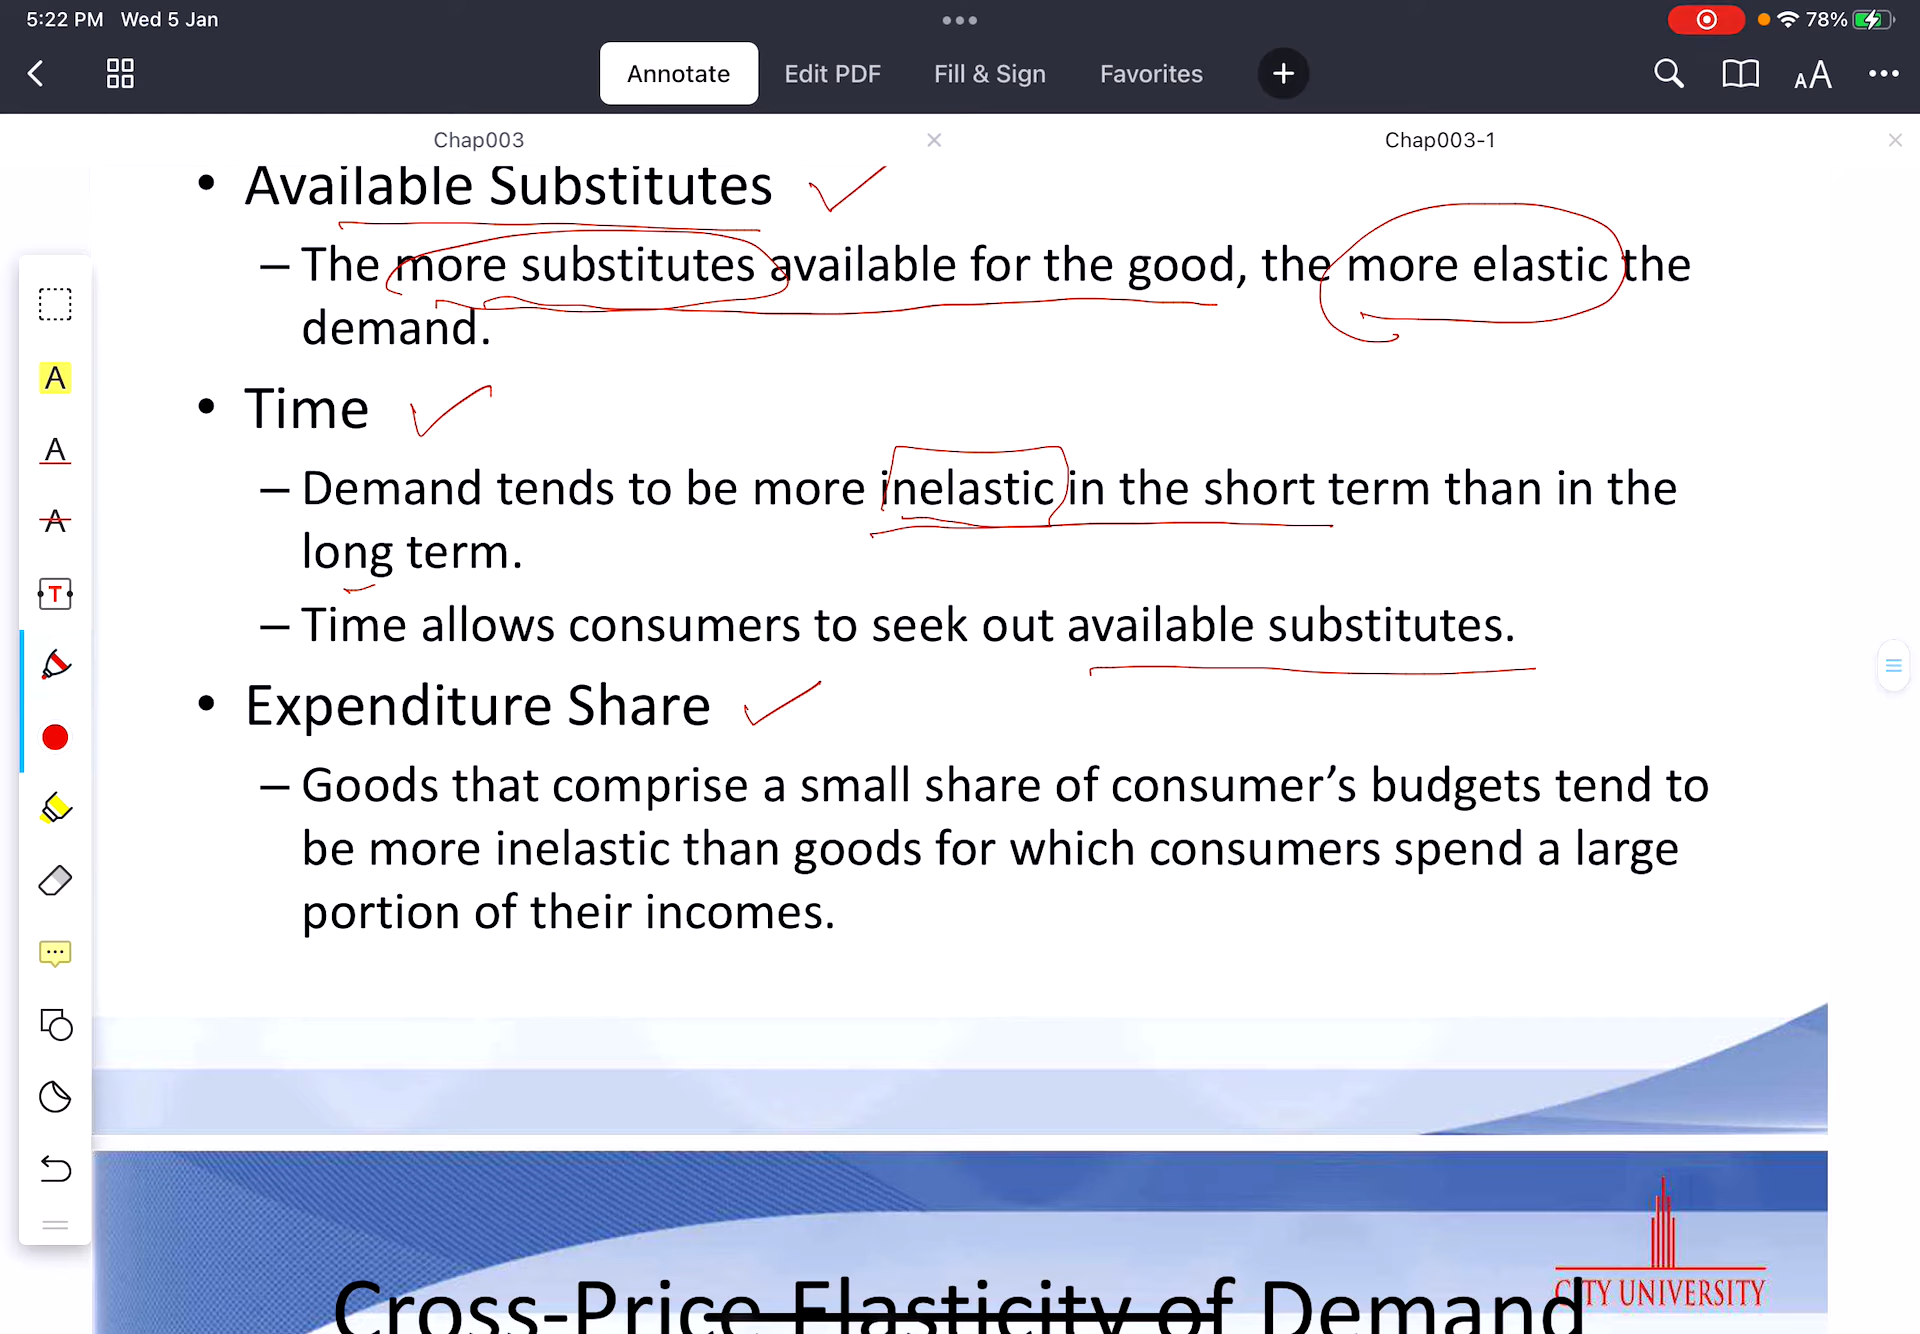 5:22 PM Wed 5 Jan
78%
Annotate Edit PDF Fill & Sign Favorites
AA
Chap003 Chap003-1
• Available Substitutes
– The more substitutes available for the good, the more elastic the
demand.
• Time
– Demand tends to be more inelastic in the short term than in the
long term.
– Time allows consumers to seek out available substitutes.
• Expenditure Share
– Goods that comprise a small share of consumer’s budgets tend to
be more inelastic than goods for which consumers spend a large
portion of their incomes.
A
A
A
T
CITY UNIVERSITY
Cross-Price Elasticity of Demand